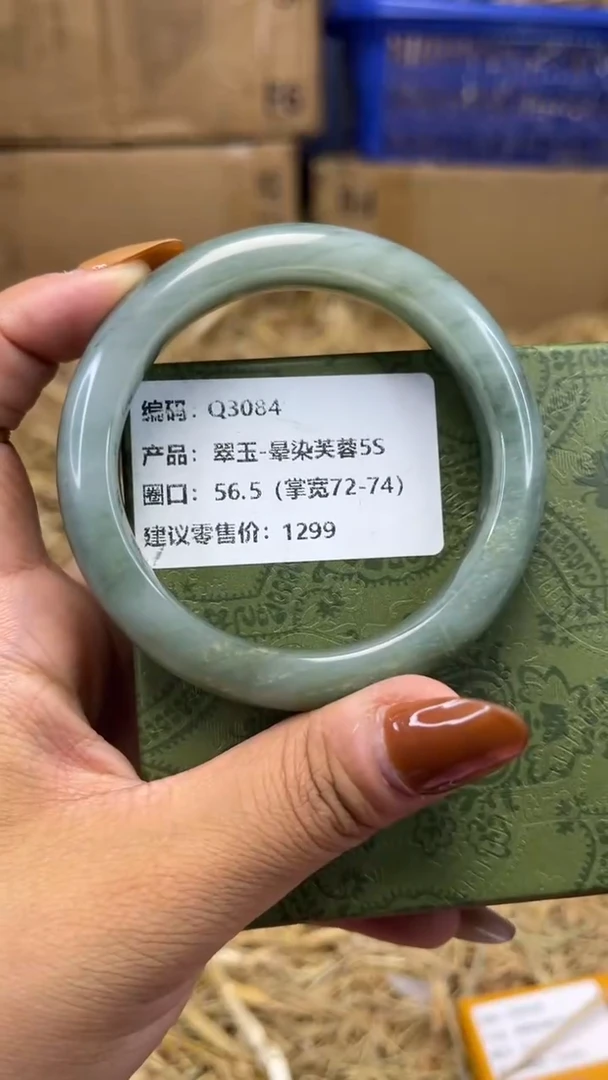 编码: Q3084
产品: 翠玉-晕染芙蓉5S
圈口: 56.5 (掌宽72-74)
建议零售价: 1299